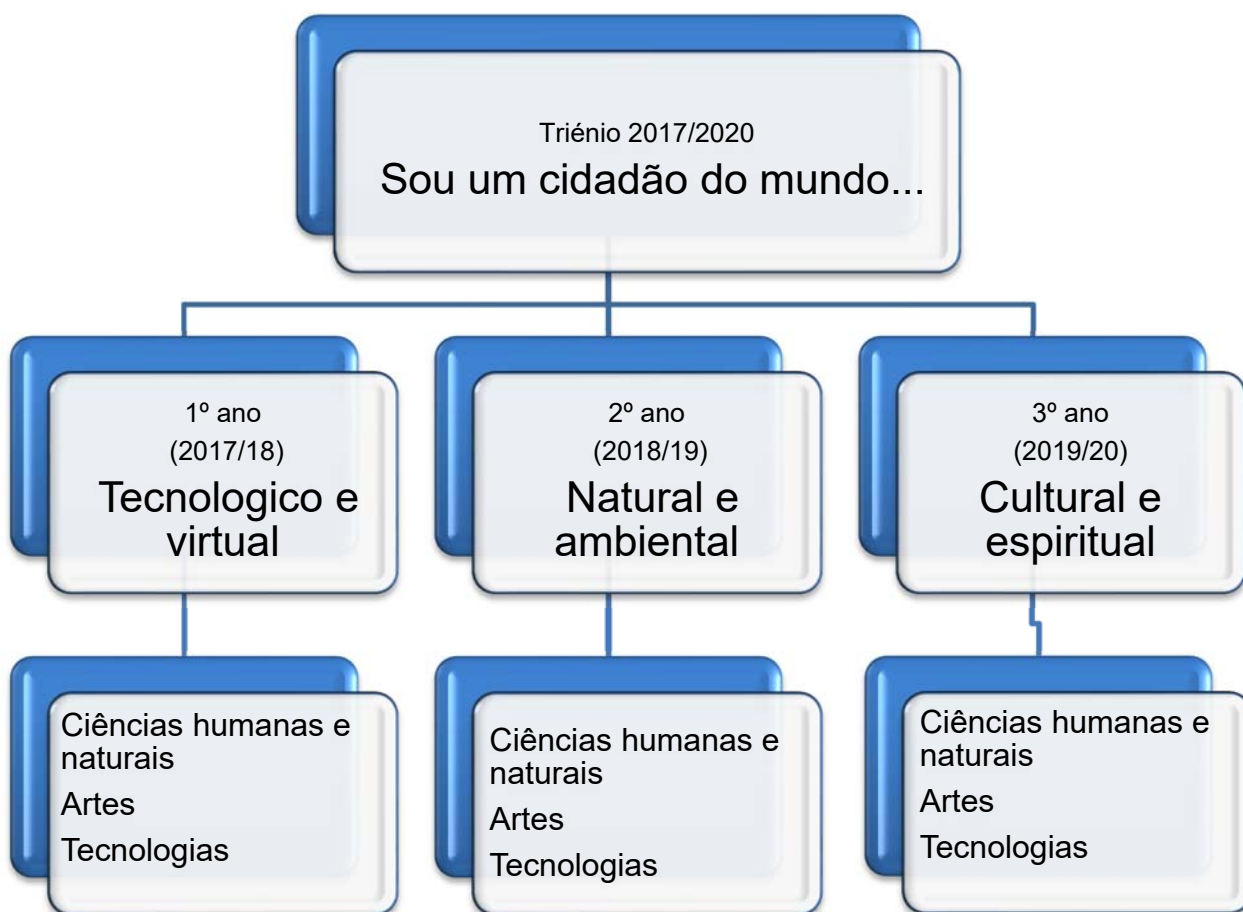 Triénio 2017/2020
Sou um cidadão do mundo...
1º ano
(2017/18)
Tecnologico e
virtual
2º ano
(2018/19)
Natural e
ambiental
3º ano
(2019/20)
Cultural e
espiritual
Ciências humanas e
naturais
Artes
Tecnologias
Ciências humanas e
naturais
Artes
Tecnologias
Ciências humanas e
naturais
Artes
Tecnologias